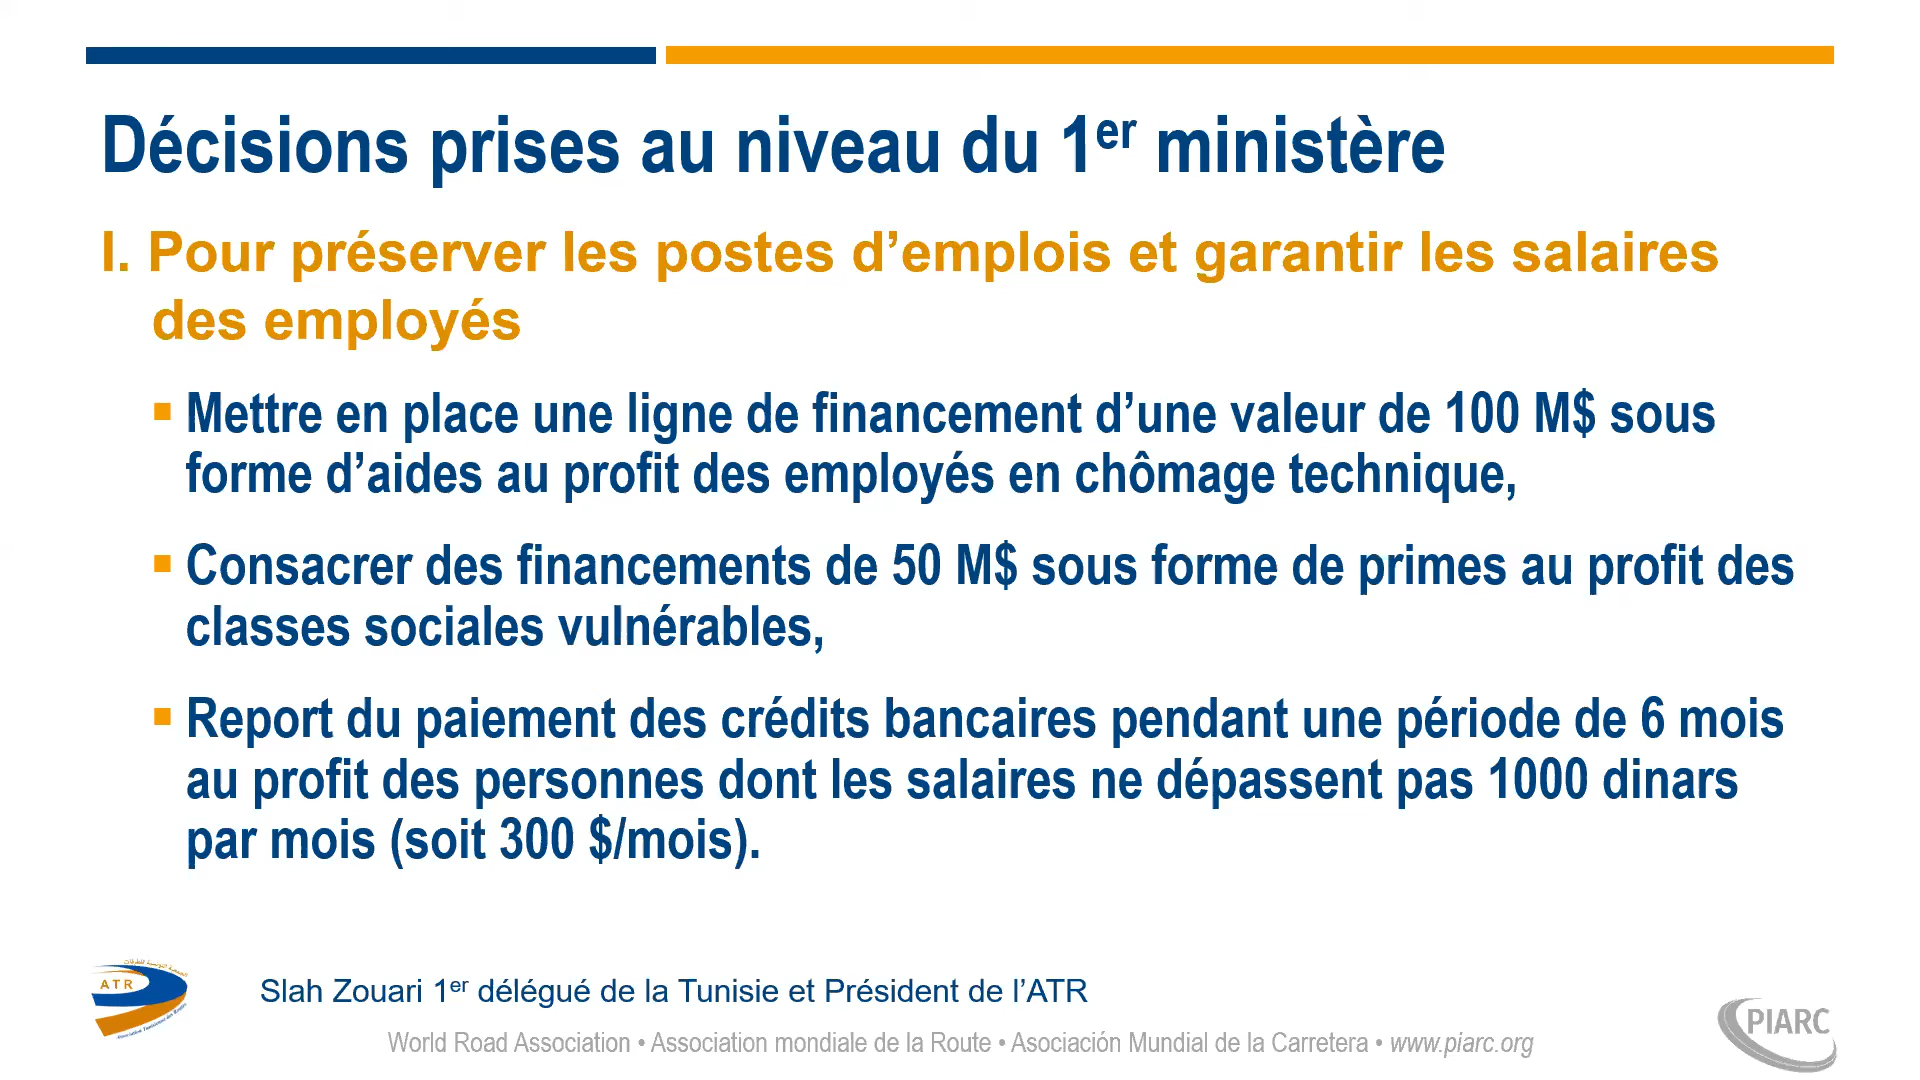 Décisions prises au niveau du 1er ministère
I. Pour préserver les postes d’emplois et garantir les salaires
des employés
▪ Mettre en place une ligne de financement d’une valeur de 100 M$ sous
forme d’aides au profit des employés en chômage technique,
▪ Consacrer des financements de 50 M$ sous forme de primes au profit des
classes sociales vulnérables,
▪ Report du paiement des crédits bancaires pendant une période de 6 mois
au profit des personnes dont les salaires ne dépassent pas 1000 dinars
par mois (soit 300 $/mois).
ATR
Slah Zouari 1er délégué de la Tunisie et Président de l’ATR
World Road Association • Association mondiale de la Route • Asociación Mundial de la Carretera • www.piarc.org
PIARC